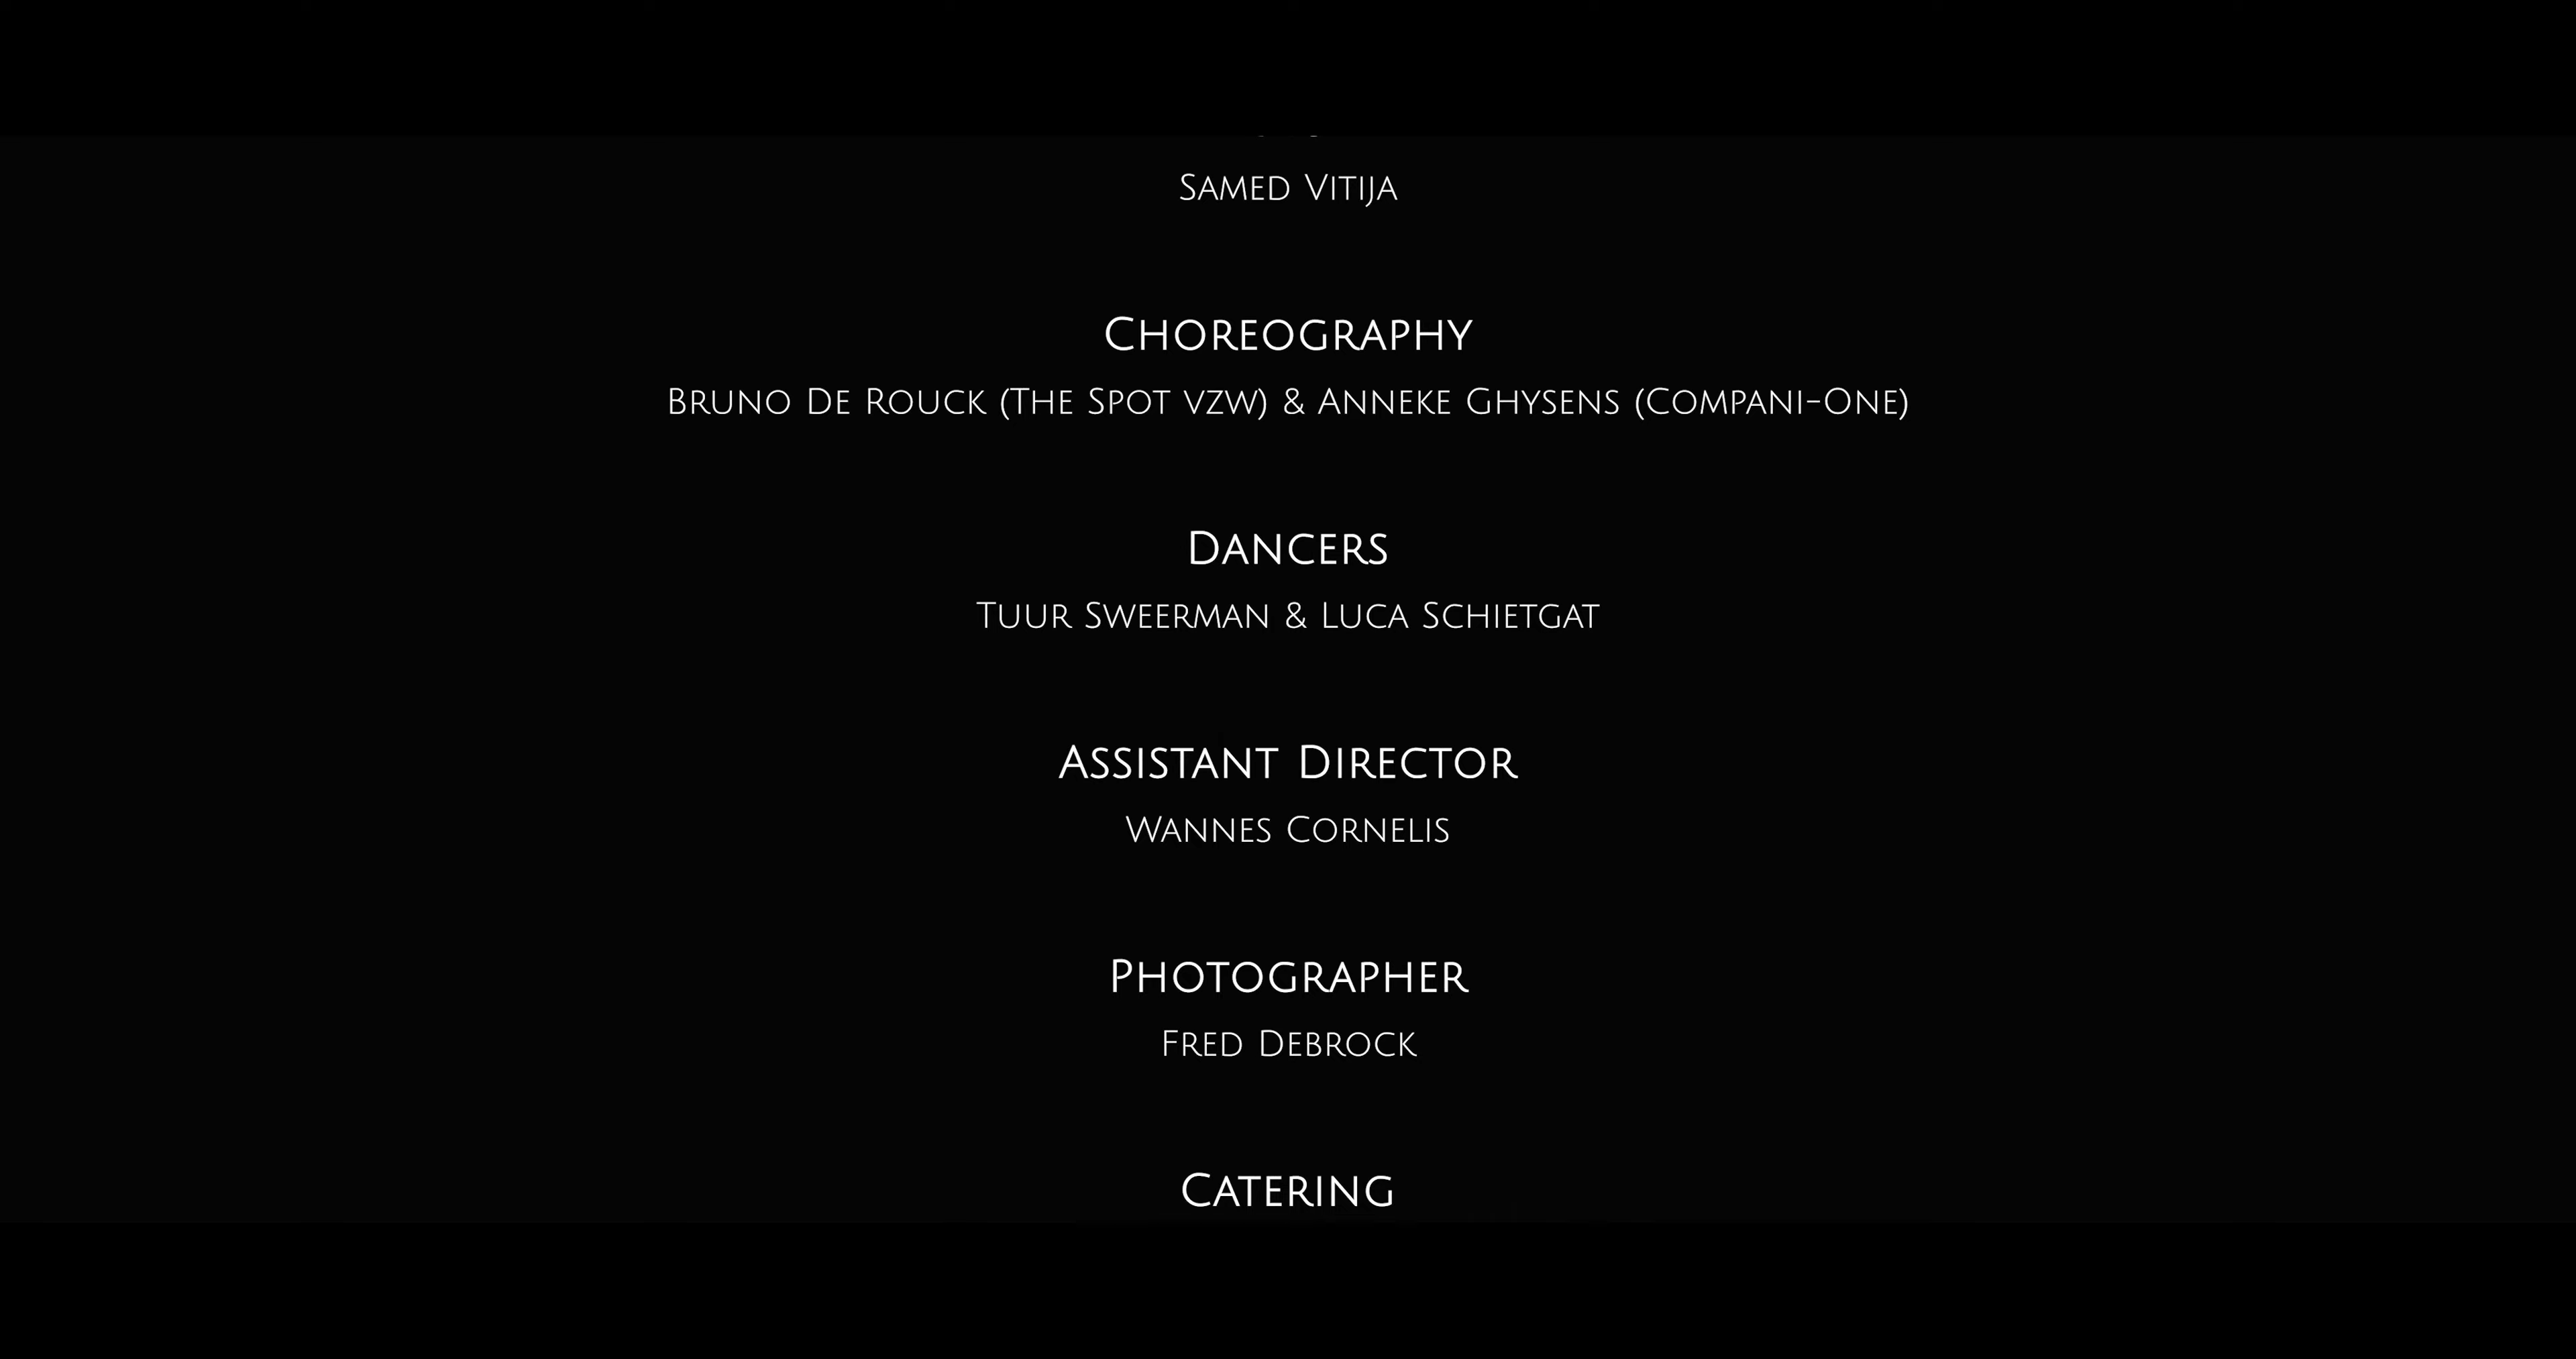 Samed Vitija
Choreography
Bruno De Rouck (The Spot vzw) & Anneke Ghysens (Compani-One)
Dancers
Tuur Sweerman & Luca Schietgat
Assistant Director
Wannes Cornelis
Photographer
Fred Debrock
Catering